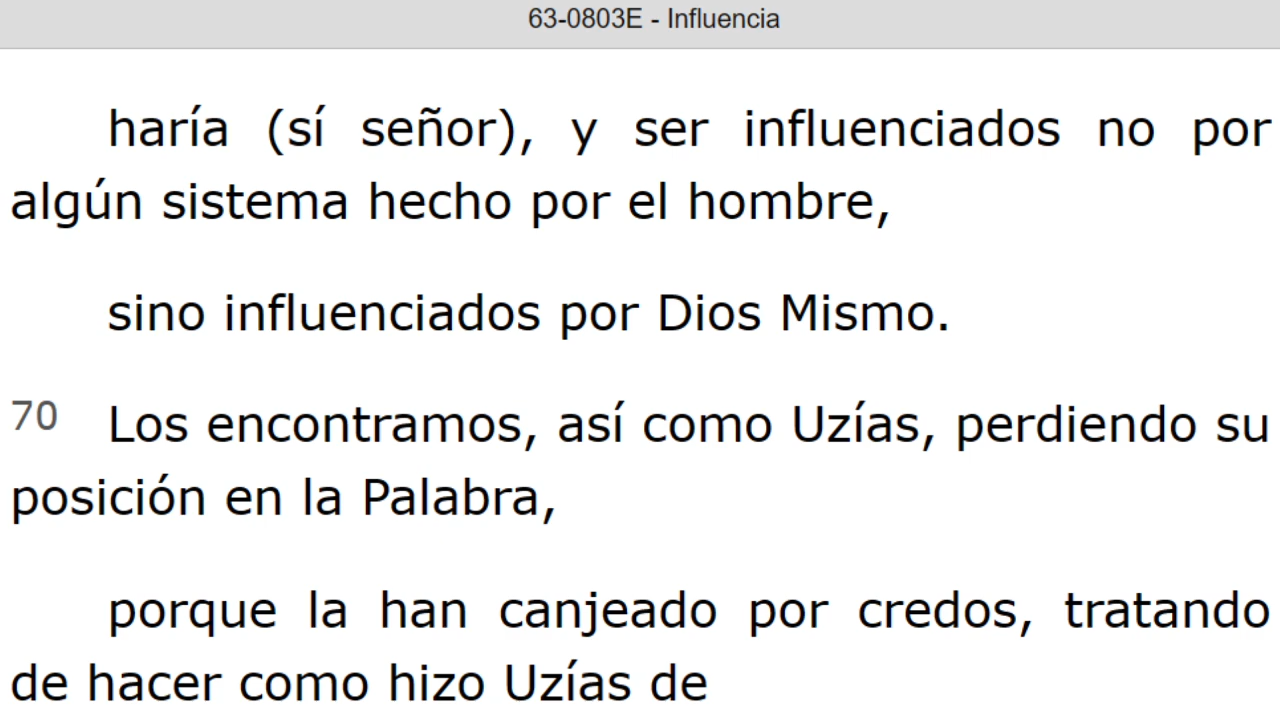 63-0803E - Influencia
haría (sí señor), y ser influenciados no por
algún sistema hecho por el hombre,
sino influenciados por Dios Mismo.
70 Los encontramos, así como Uzías, perdiendo su
posición en la Palabra,
porque la han canjeado por credos, tratando
de hacer como hizo Uzías de